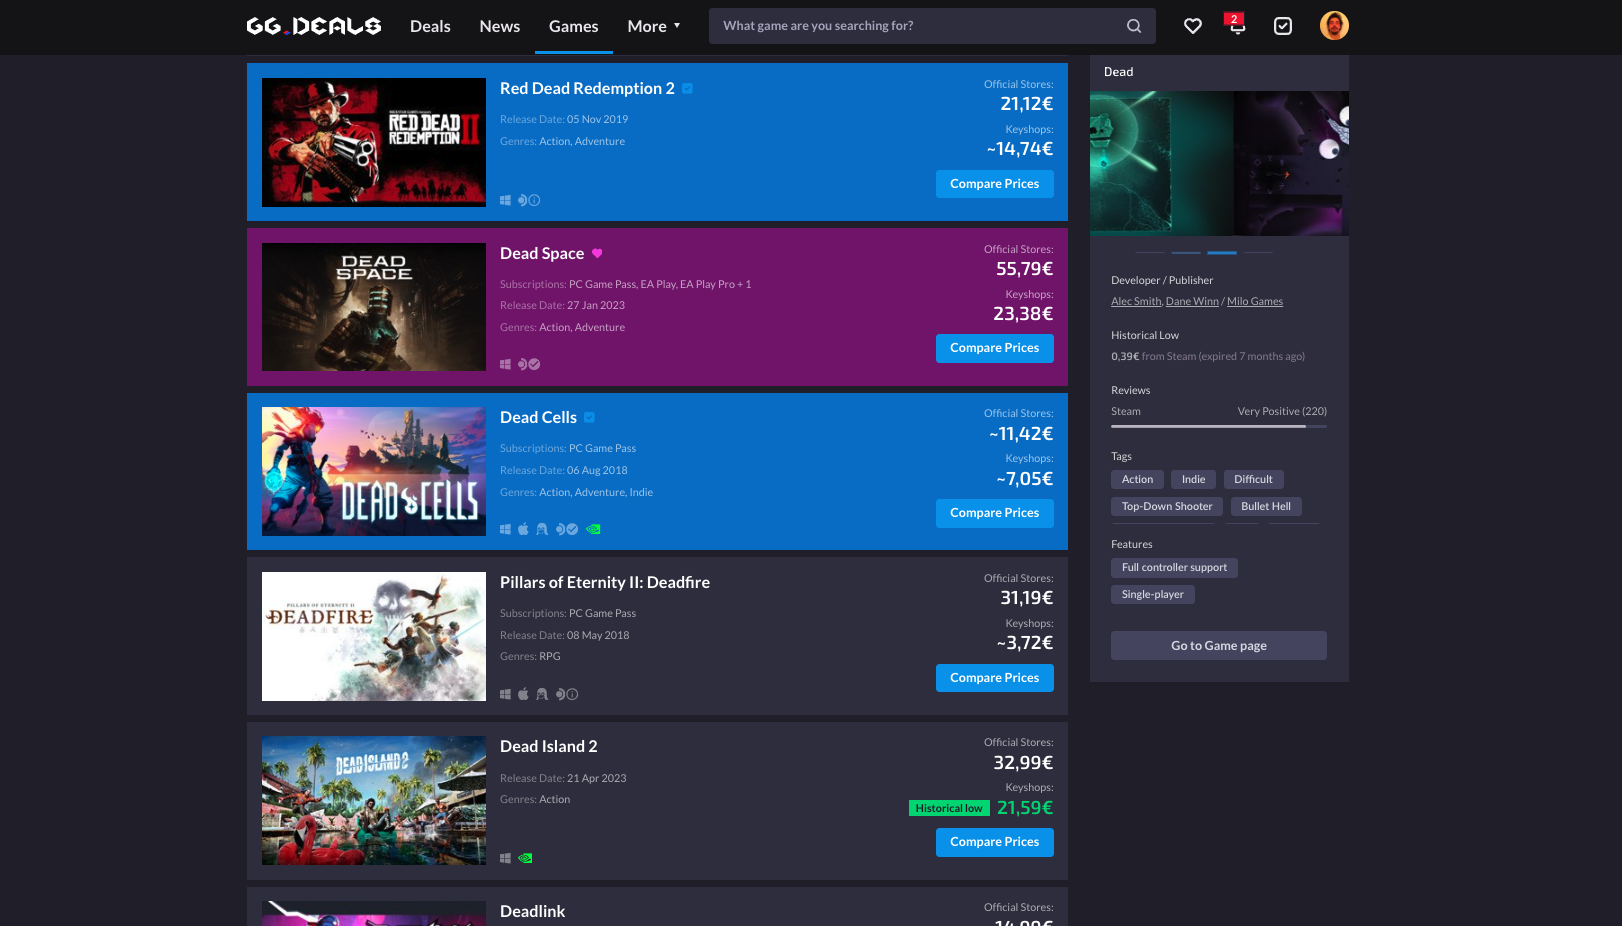 GG.DEALS
Deals
News
Games
More
What game are you searching for?
2
RED DEAD
REDEMPTION II
Red Dead Redemption 2
Release Date: 05 Nov 2019
Genres: Action, Adventure
Official Stores:
21,12€
Keyshops:
~14,74€
Compare Prices
DEAD
SPACE
Dead Space
Subscriptions: PC Game Pass, EA Play, EA Play Pro + 1
Release Date: 27 Jan 2023
Genres: Action, Adventure
Official Stores:
55,79€
Keyshops:
23,38€
Compare Prices
DEAD CELLS
Dead Cells
Subscriptions: PC Game Pass
Release Date: 06 Aug 2018
Genres: Action, Adventure, Indie
Official Stores:
~11,42€
Keyshops:
~7,05€
Compare Prices
PILLARS OF ETERNITY II
DEADFIRE
Pillars of Eternity II: Deadfire
Subscriptions: PC Game Pass
Release Date: 08 May 2018
Genres: RPG
Official Stores:
31,19€
Keyshops:
~3,72€
Compare Prices
DEAD ISLAND 2
Dead Island 2
Release Date: 21 Apr 2023
Genres: Action
Official Stores:
32,99€
Keyshops:
Historical low 21,59€
Compare Prices
Deadlink
Official Stores:
Dead
Developer / Publisher
Alec Smith, Dane Winn / Milo Games
Historical Low
0,39€ from Steam (expired 7 months ago)
Reviews
Steam Very Positive (220)
Tags
Action Indie Difficult
Top-Down Shooter Bullet Hell
Features
Full controller support
Single-player
Go to Game page